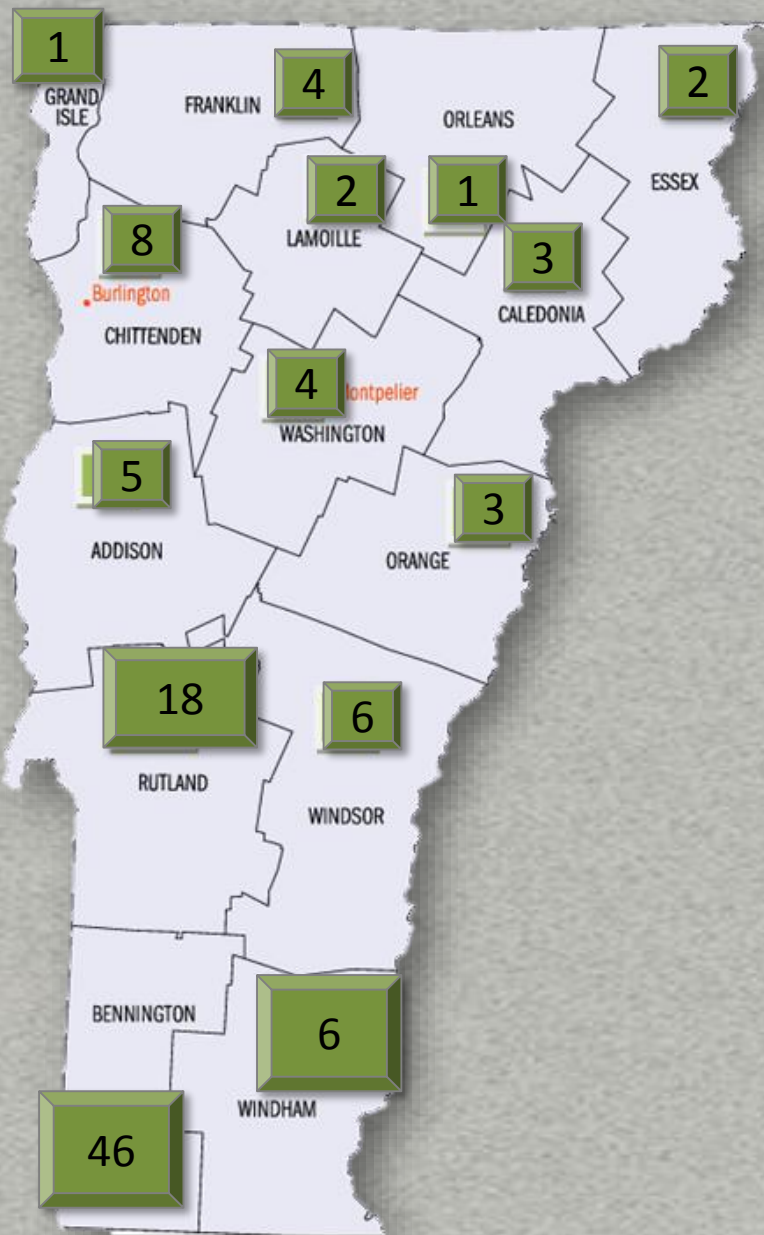 1
GRAND
ISLE
FRANKLIN
4
ORLEANS
2
ESSEX
2
LAMOILLE
1
3
CALEDONIA
8
Burlington
CHITTENDEN
4
ontpelier
WASHINGTON
5
ADDISON
3
ORANGE
18
RUTLAND
6
WINDSOR
BENNINGTON
6
WINDHAM
46